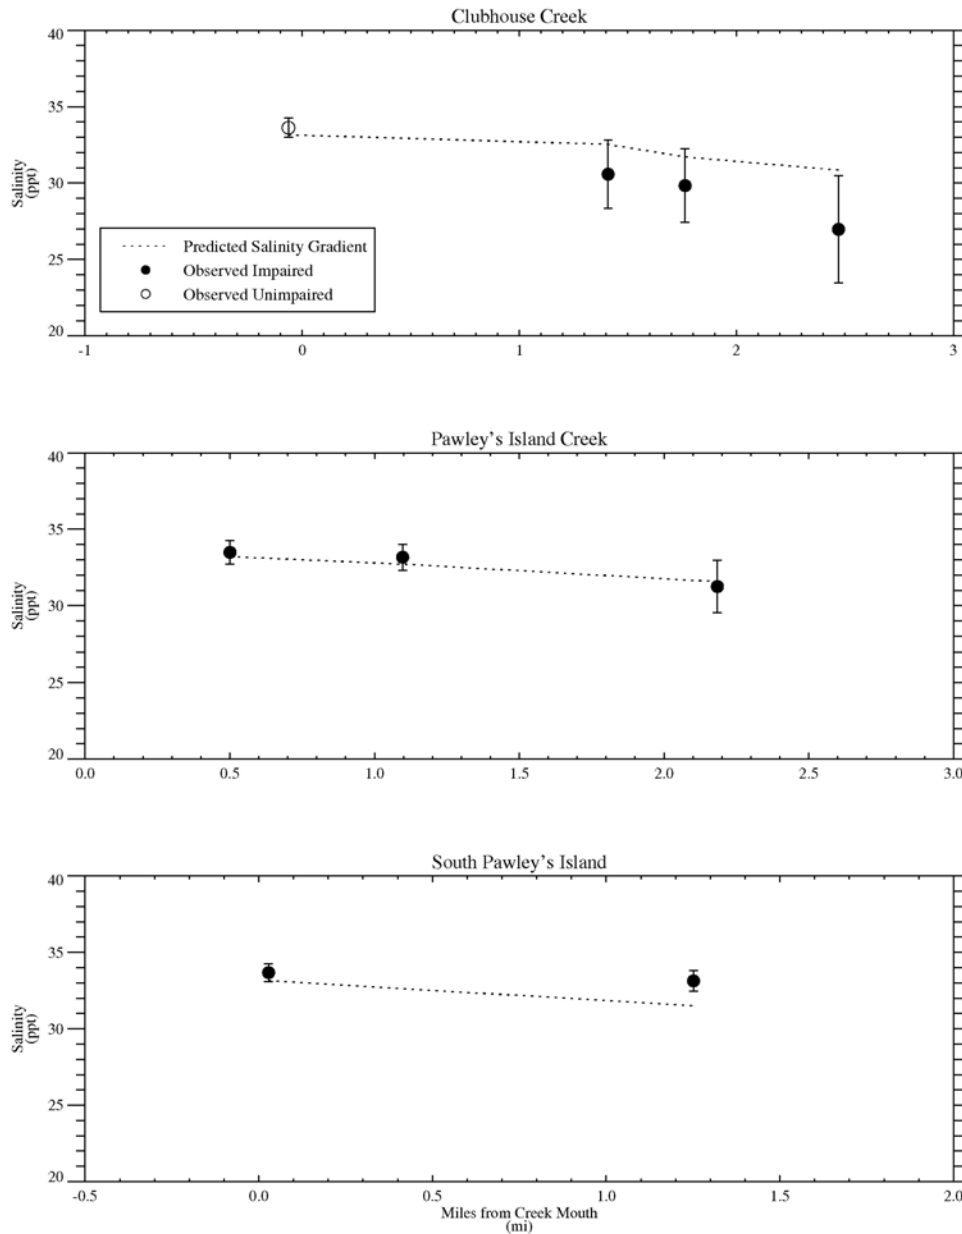 Clubhouse Creek
40
35
30
25
20
Salinity
(ppt)
Predicted Salinity Gradient
Observed Impaired
Observed Unimpaired
-1
0
1
2
3
Pawley's Island Creek
40
35
30
25
20
Salinity
(ppt)
0.0
0.5
1.0
1.5
2.0
2.5
3.0
South Pawley's Island
40
35
30
25
20
Salinity
(ppt)
-0.5
0.0
0.5
1.0
1.5
2.0
Miles from Creek Mouth
(mi)